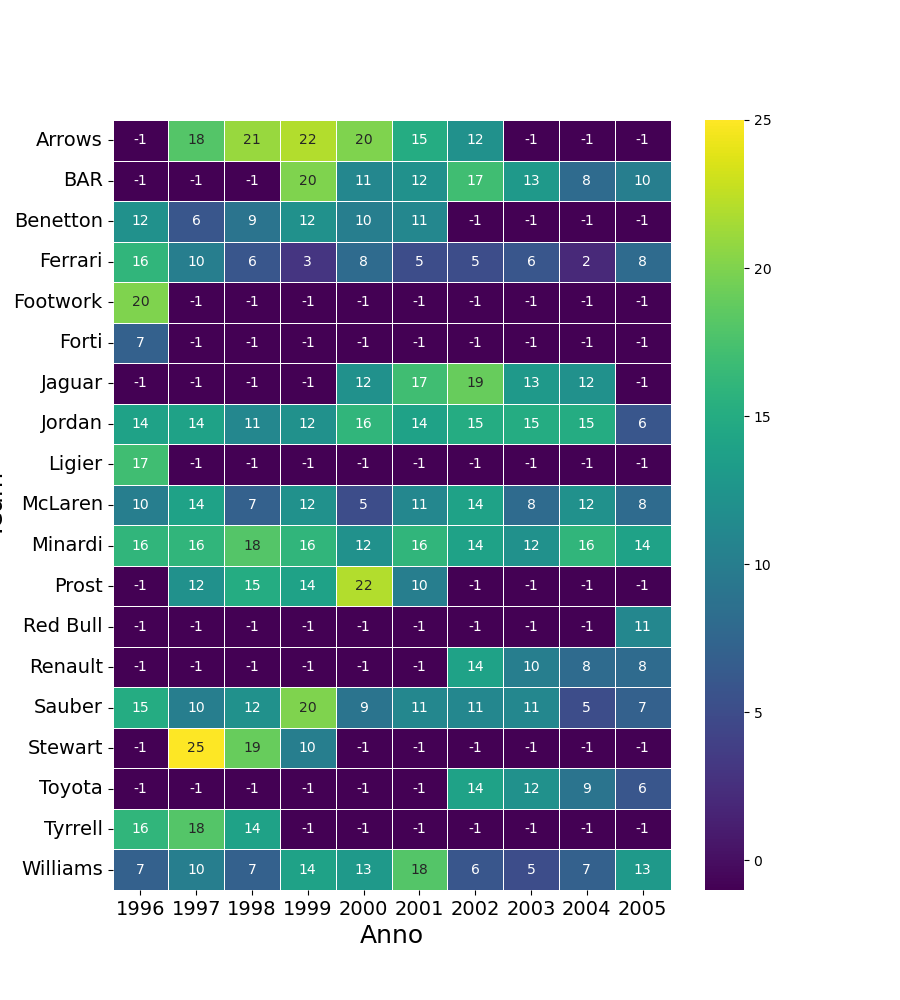 Arrows -1 18 21 22 20 15 12 -1 -1 -1
BAR -1 -1 -1 20 11 12 17 13 8 10
Benetton 12 6 9 12 10 11 -1 -1 -1 -1
Ferrari 16 10 6 3 8 5 5 6 2 8
Footwork 20 -1 -1 -1 -1 -1 -1 -1 -1 -1
Forti 7 -1 -1 -1 -1 -1 -1 -1 -1 -1
Jaguar -1 -1 -1 -1 12 17 19 13 12 -1
Jordan 14 14 11 12 16 14 15 15 15 6
Ligier 17 -1 -1 -1 -1 -1 -1 -1 -1 -1
McLaren 10 14 7 12 5 11 14 8 12 8
Minardi 16 16 18 16 12 16 14 12 16 14
Prost -1 12 15 14 22 10 -1 -1 -1 -1
Red Bull -1 -1 -1 -1 -1 -1 -1 -1 -1 11
Renault -1 -1 -1 -1 -1 -1 14 10 8 8
Sauber 15 10 12 20 9 11 11 11 5 7
Stewart -1 25 19 10 -1 -1 -1 -1 -1 -1
Toyota -1 -1 -1 -1 -1 -1 14 12 9 6
Tyrrell 16 18 14 -1 -1 -1 -1 -1 -1 -1
Williams 7 10 7 14 13 18 6 5 7 13
1996 1997 1998 1999 2000 2001 2002 2003 2004 2005
Anno
25
20
15
10
5
0